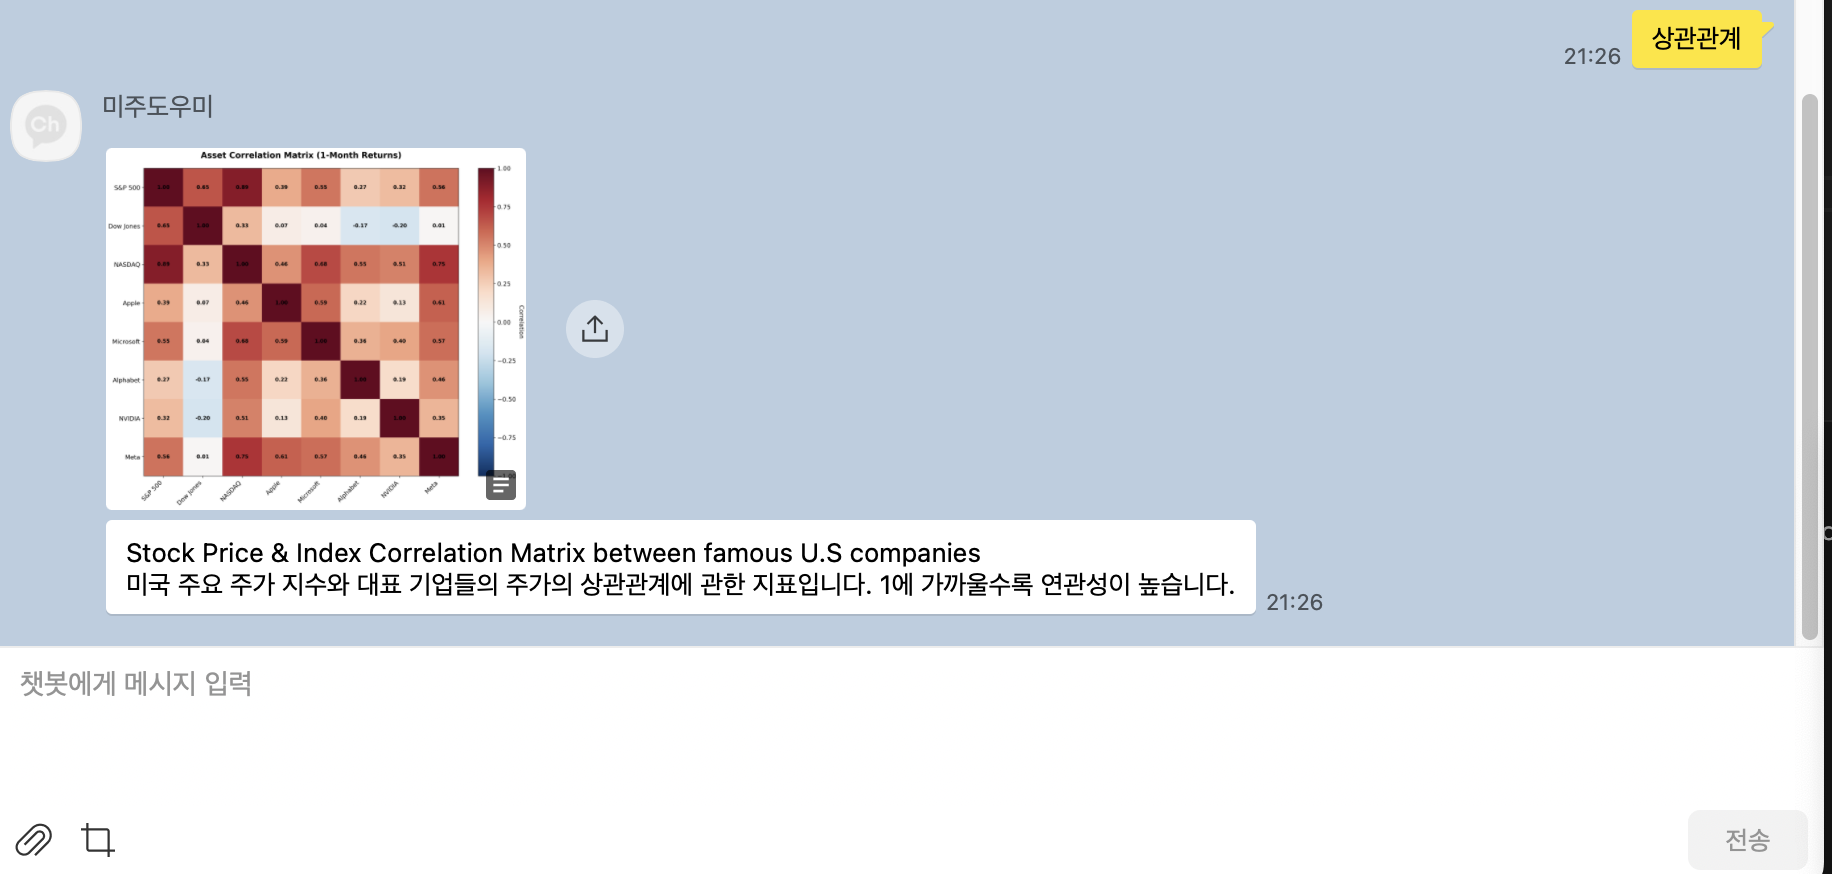 상관관계
21:26
Ch
미주도우미
Asset Correlation Matrix (1-Month Returns)
S&P 500 1.00 0.65 0.89 0.39 0.55 0.27 0.32 0.56
Dow Jones 0.65 1.00 0.33 0.07 0.04 -0.17 -0.20 0.01
NASDAQ 0.89 0.33 1.00 0.46 0.68 0.55 0.51 0.75
Apple 0.39 0.07 0.46 1.00 0.59 0.22 0.13 0.61
Microsoft 0.55 0.04 0.68 0.59 1.00 0.36 0.40 0.57
Alphabet 0.27 -0.17 0.55 0.22 0.36 1.00 0.19 0.46
NVIDIA 0.32 -0.20 0.51 0.13 0.40 0.19 1.00 0.35
Meta 0.56 0.01 0.75 0.61 0.57 0.46 0.35 1.00
S&P 500 Dow Jones NASDAQ Apple Microsoft Alphabet NVIDIA Meta
1.00
0.75
0.50
0.25
0.00
-0.25
-0.50
-0.75
Correlation
Stock Price & Index Correlation Matrix between famous U.S companies
미국 주요 주가 지수와 대표 기업들의 주가의 상관관계에 관한 지표입니다. 1에 가까울수록 연관성이 높습니다.
21:26
챗봇에게 메시지 입력
전송